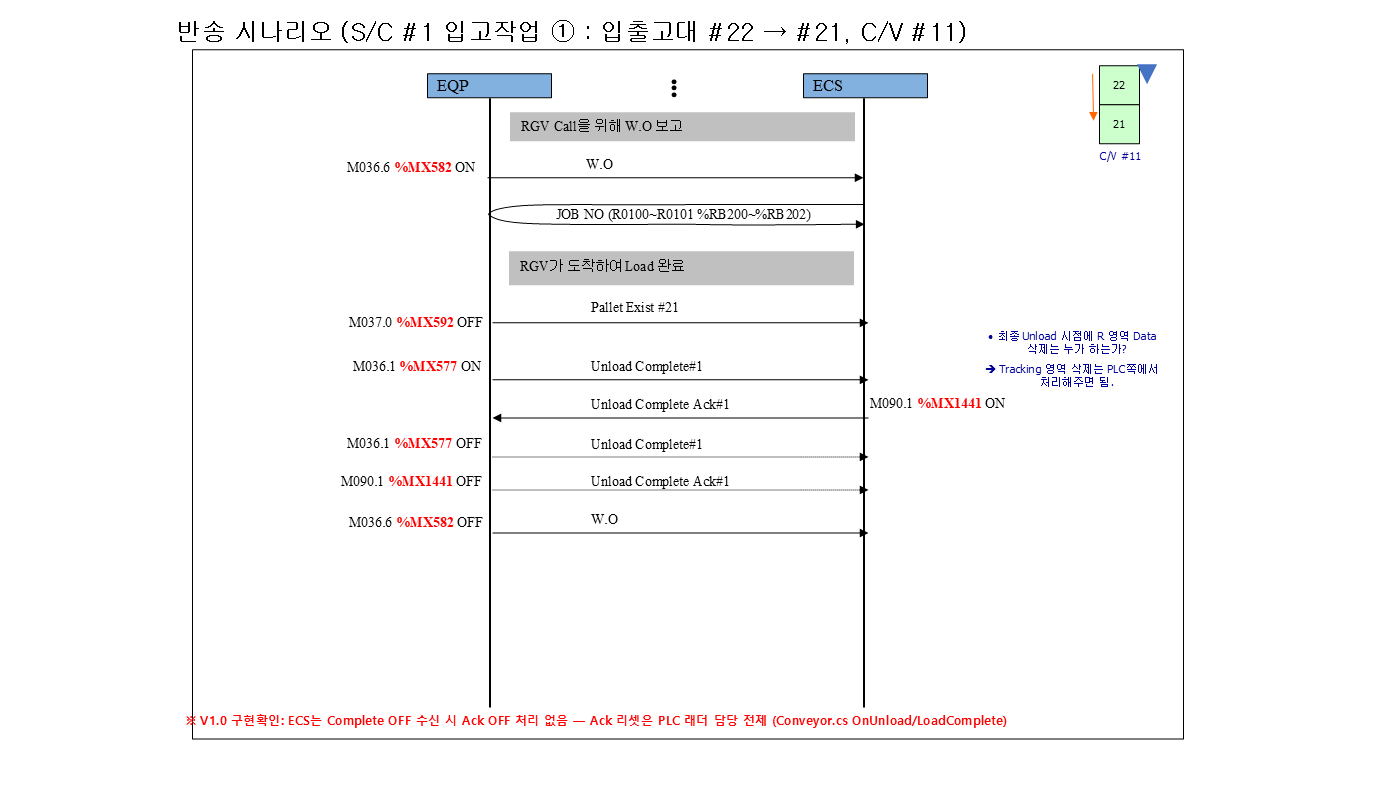 반송 시나리오 (S/C #1 입고작업 ① : 입출고대 #22 → #21, C/V #11)
EQP
ECS
22
21
C/V #11
RGV Call을 위해 W.O 보고
M036.6 %MX582 ON
W.O
JOB NO (R0100~R0101 %RB200~%RB202)
RGV가 도착하여 Load 완료
Pallet Exist #21
M037.0 %MX592 OFF
M036.1 %MX577 ON
Unload Complete#1
• 최종 Unload 시점에 R 영역 Data
삭제는 누가 하는가?
➔ Tracking 영역 삭제는 PLC쪽에서
처리해주면 됨.
Unload Complete Ack#1
M090.1 %MX1441 ON
M036.1 %MX577 OFF
Unload Complete#1
M090.1 %MX1441 OFF
Unload Complete Ack#1
M036.6 %MX582 OFF
W.O
※ V1.0 구현확인: ECS는 Complete OFF 수신 시 Ack OFF 처리 없음 — Ack 리셋은 PLC 래더 담당 전제 (Conveyor.cs OnUnload/LoadComplete)